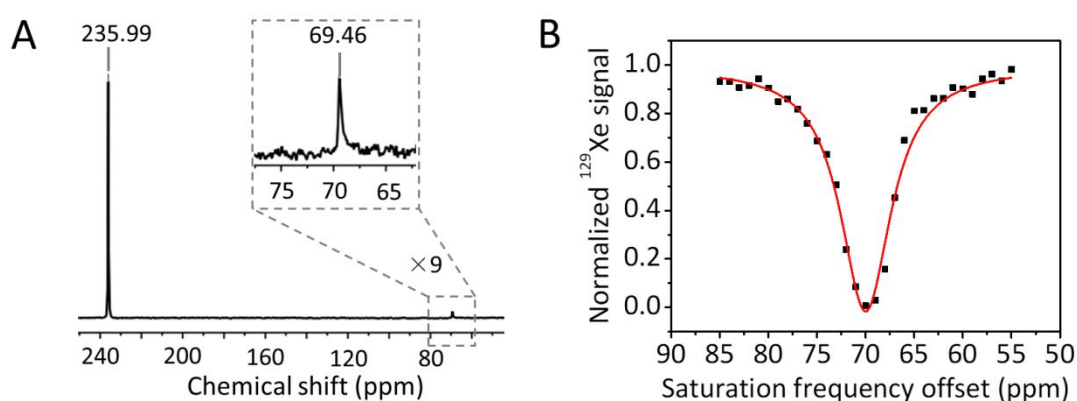 A
235.99
69.46
75 70 65
×9
240 200 160 120 80
Chemical shift (ppm)
B
Normalized ¹²⁹Xe signal
1.0
0.8
0.6
0.4
0.2
0.0
90 85 80 75 70 65 60 55 50
Saturation frequency offset (ppm)